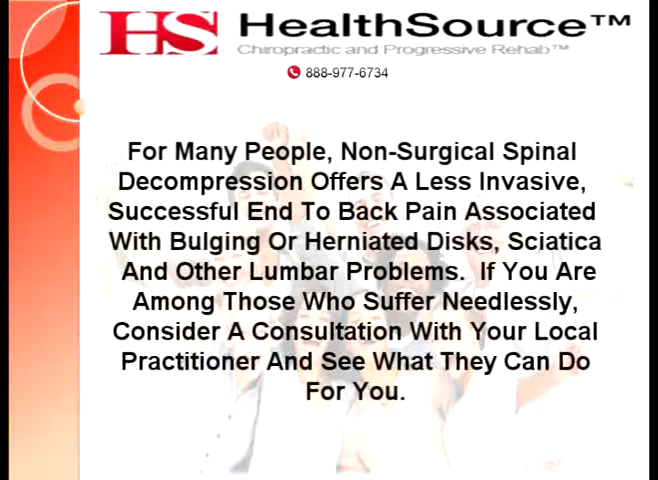 HS HealthSource™
Chiropractic and Progressive Rehab™
888-977-6734
For Many People, Non-Surgical Spinal
Decompression Offers A Less Invasive,
Successful End To Back Pain Associated
With Bulging Or Herniated Disks, Sciatica
And Other Lumbar Problems. If You Are
Among Those Who Suffer Needlessly,
Consider A Consultation With Your Local
Practitioner And See What They Can Do
For You.